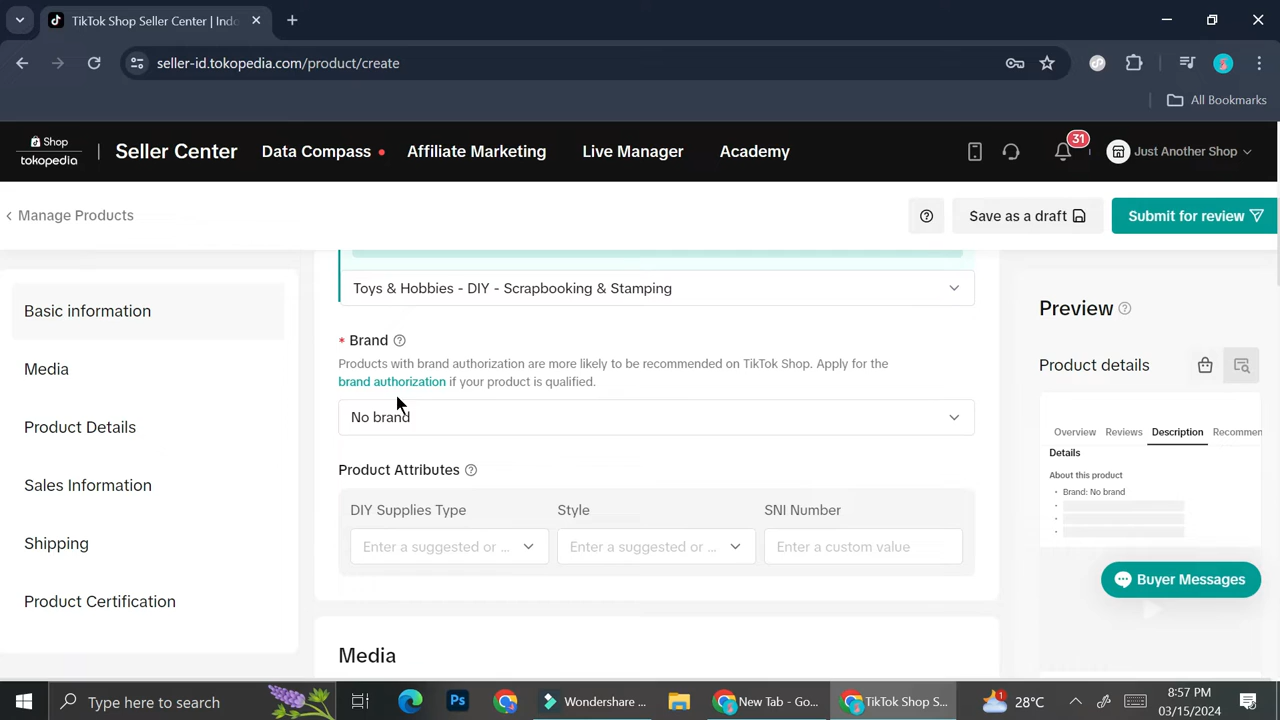 TikTok Shop Seller Center | Indo
seller-id.tokopedia.com/product/create
All Bookmarks
Shop
tokopedia
Seller Center
Data Compass
Affiliate Marketing
Live Manager
Academy
31
Just Another Shop
Manage Products
Save as a draft
Submit for review
Basic information
Media
Product Details
Sales Information
Shipping
Product Certification
Toys & Hobbies - DIY - Scrapbooking & Stamping
* Brand
Products with brand authorization are more likely to be recommended on TikTok Shop. Apply for the
brand authorization if your product is qualified.
No brand
Product Attributes
DIY Supplies Type
Style
SNI Number
Enter a suggested or ...
Enter a suggested or ...
Enter a custom value
Media
Preview
Product details
Overview
Reviews
Description
Recommen
Details
About this product
• Brand: No brand
Buyer Messages
Type here to search
Ps
Wondershare ...
New Tab - Go...
TikTok Shop S...
1
28°C
8:57 PM
03/15/2024